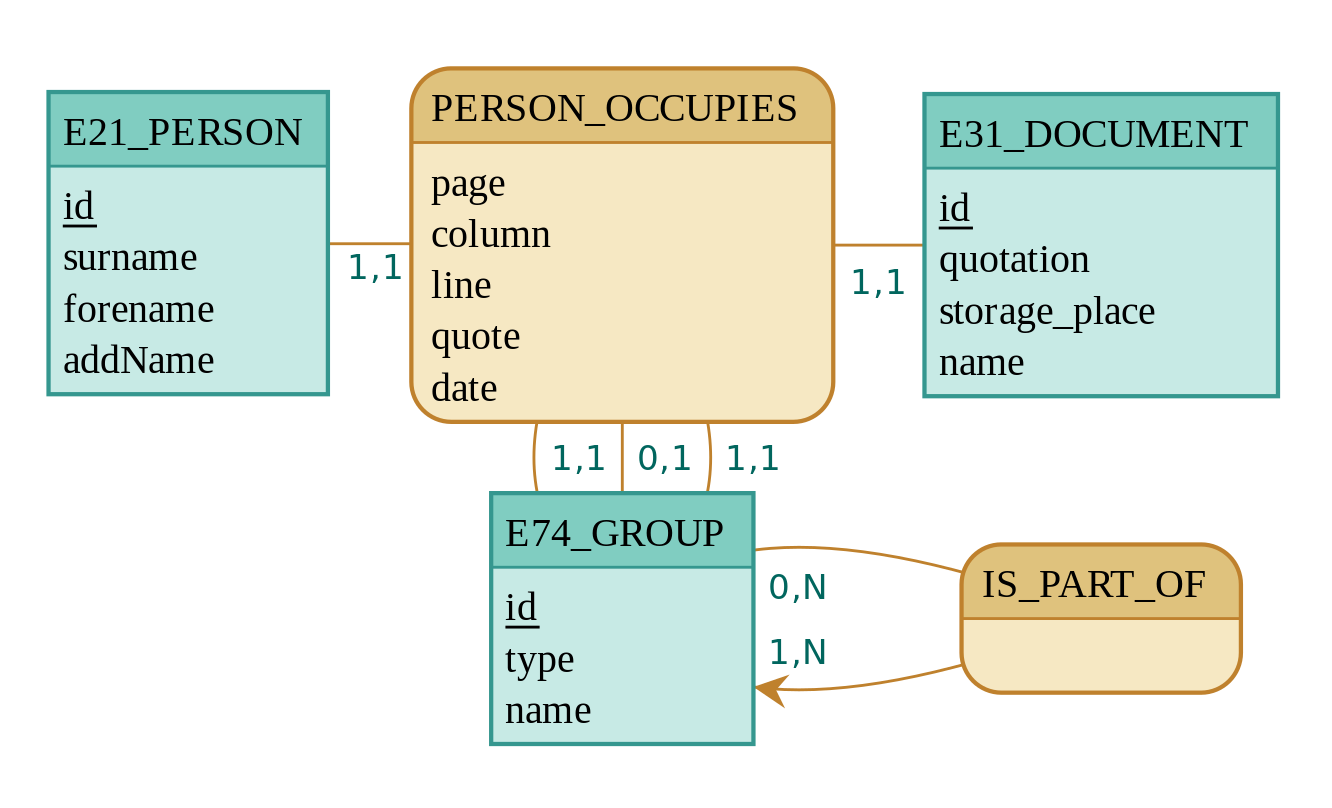 E21_PERSON
id
surname
forename
addName
1,1
PERSON_OCCUPIES
page
column
line
quote
date
1,1
E31_DOCUMENT
id
quotation
storage_place
name
1,1
0,1
1,1
E74_GROUP
id
type
name
0,N
1,N
IS_PART_OF